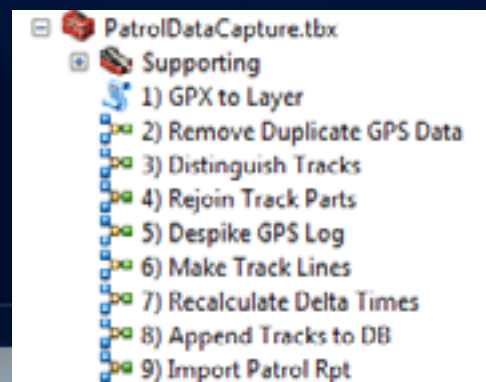 PatrolDataCapture.tbx
Supporting
1) GPX to Layer
2) Remove Duplicate GPS Data
3) Distinguish Tracks
4) Rejoin Track Parts
5) Despike GPS Log
6) Make Track Lines
7) Recalculate Delta Times
8) Append Tracks to DB
9) Import Patrol Rpt